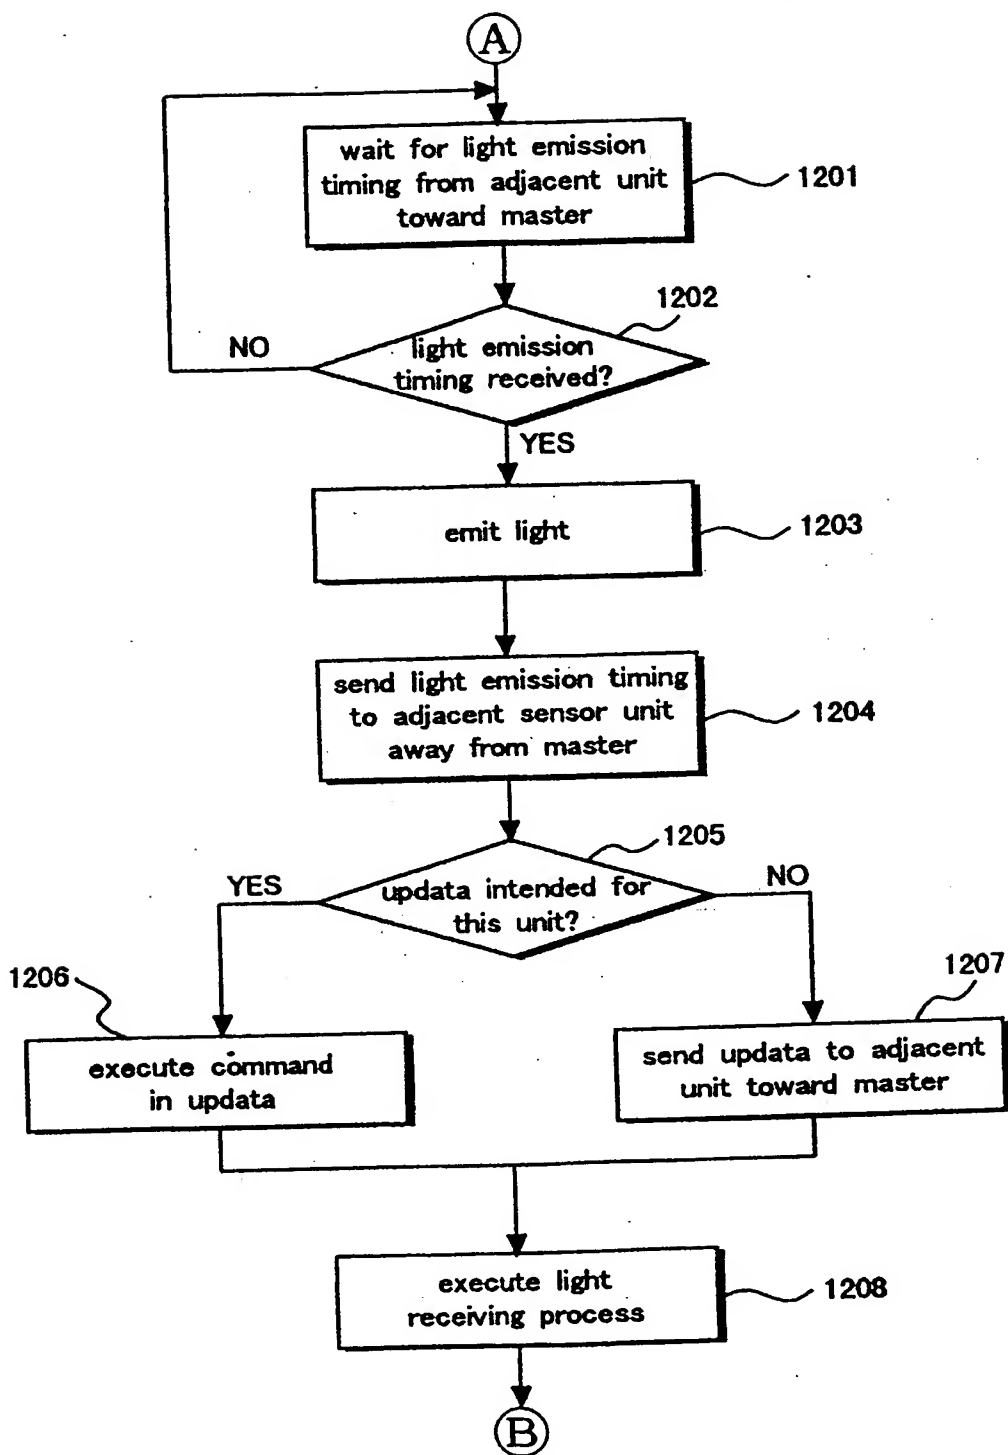 A
wait for light emission
timing from adjacent unit
toward master
1201
1202
light emission
timing received?
NO
YES
emit light
1203
send light emission timing
to adjacent sensor unit
away from master
1204
1205
YES
updata intended for
this unit?
NO
1206
1207
execute command
in updata
send updata to adjacent
unit toward master
execute light
receiving process
1208
B